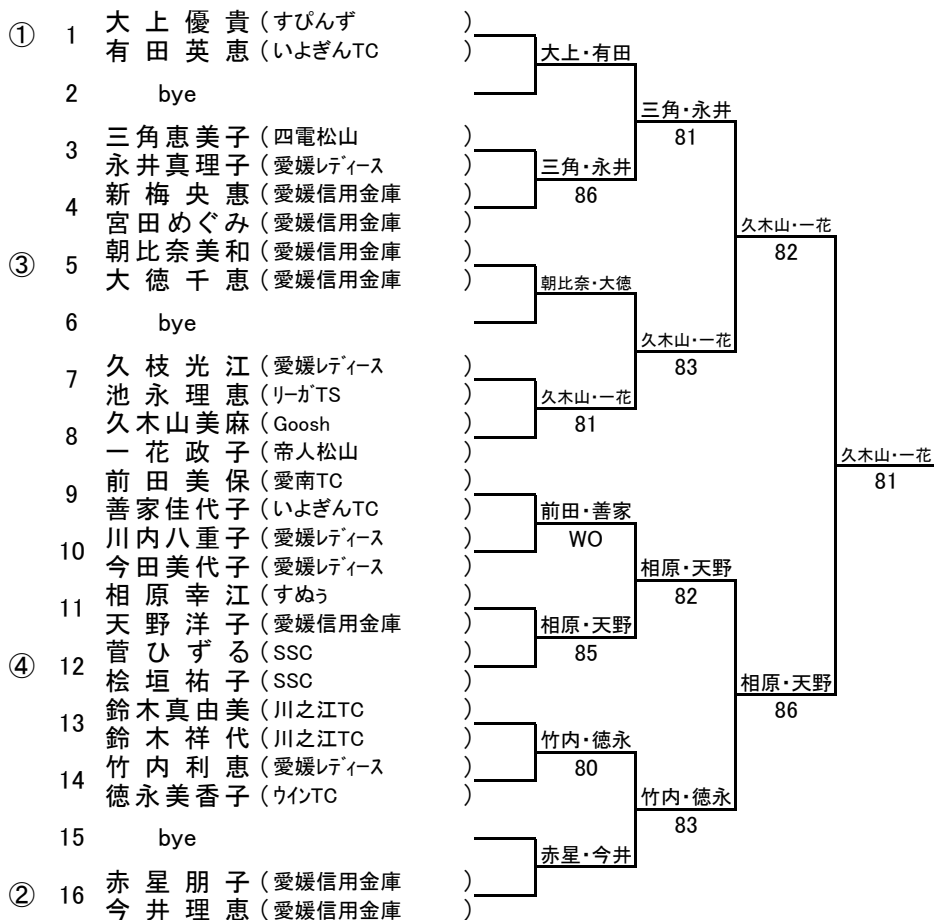 ① 1 大上優貴(すぴんず)
有田英恵(いよぎんTC)
2 bye
3 三角恵美子(四電松山)
永井真理子(愛媛レディース)
4 新梅央惠(愛媛信用金庫)
宮田めぐみ(愛媛信用金庫)
③ 5 朝比奈美和(愛媛信用金庫)
大徳千恵(愛媛信用金庫)
6 bye
7 久枝光江(愛媛レディース)
池永理恵(リーガTS)
8 久木山美麻(Goosh)
一花政子(帝人松山)
9 前田美保(愛南TC)
善家佳代子(いよぎんTC)
10 川内八重子(愛媛レディース)
今田美代子(愛媛レディース)
11 相原幸江(すぬぅ)
天野洋子(愛媛信用金庫)
④ 12 菅ひずる(SSC)
桧垣祐子(SSC)
13 鈴木真由美(川之江TC)
鈴木祥代(川之江TC)
14 竹内利恵(愛媛レディース)
徳永美香子(ウインTC)
15 bye
② 16 赤星朋子(愛媛信用金庫)
今井理恵(愛媛信用金庫)
大上・有田
三角・永井
86
朝比奈・大徳
久木山・一花
81
前田・善家
WO
相原・天野
85
竹内・徳永
80
赤星・今井
三角・永井
81
久木山・一花
83
相原・天野
82
竹内・徳永
83
久木山・一花
82
相原・天野
86
久木山・一花
81